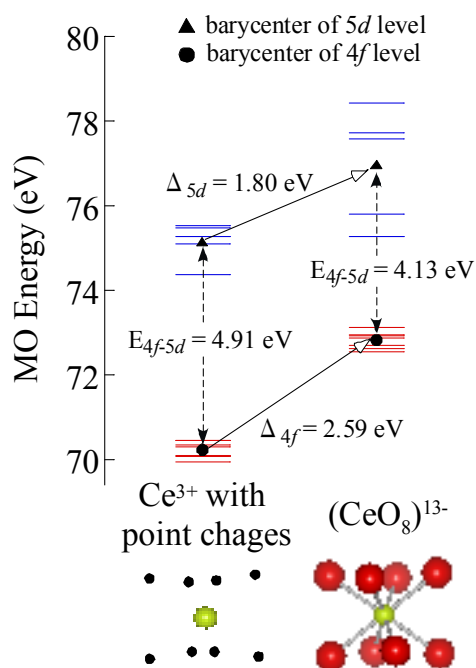 ▲ barycenter of 5d level
● barycenter of 4f level
80
78
76
74
72
70
MO Energy (eV)
Δ5d = 1.80 eV
E4f-5d = 4.91 eV
E4f-5d = 4.13 eV
Δ4f = 2.59 eV
Ce3+ with
point chages
(CeO8)13-